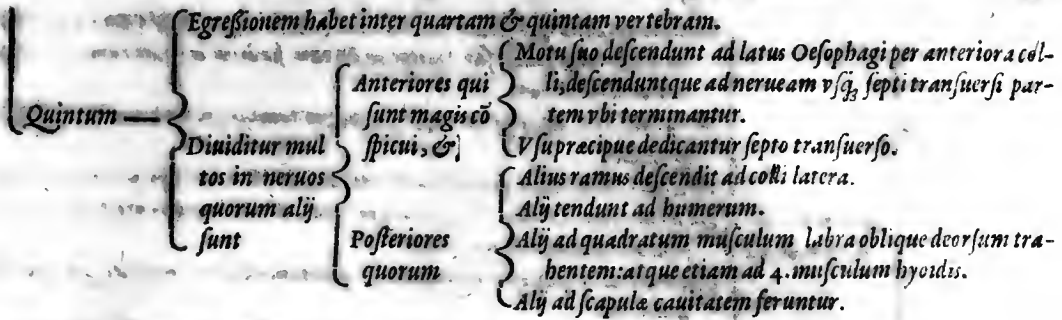 Quintum
Egreßionem habet inter quartam & quintam vertebram.
Diuiditur mul
tos in neruos
quorum alij
sunt
Anteriores qui
sunt magis cō
spicui, &
Motu suo descendunt ad latus Oesophagi per anteriora col-
li, descenduntque ad nerueam vsq́ꝫ septi transuersi par-
tem vbi terminantur.
Vsu præcipue dedicantur septo transuerso.
Posteriores
quorum
Alius ramus descendit ad colli latera.
Alij tendunt ad humerum.
Alij ad quadratum musculum labra oblique deorsum tra-
hentem: atque etiam ad 4. musculum hyoidis.
Alij ad scapulæ cauitatem feruntur.